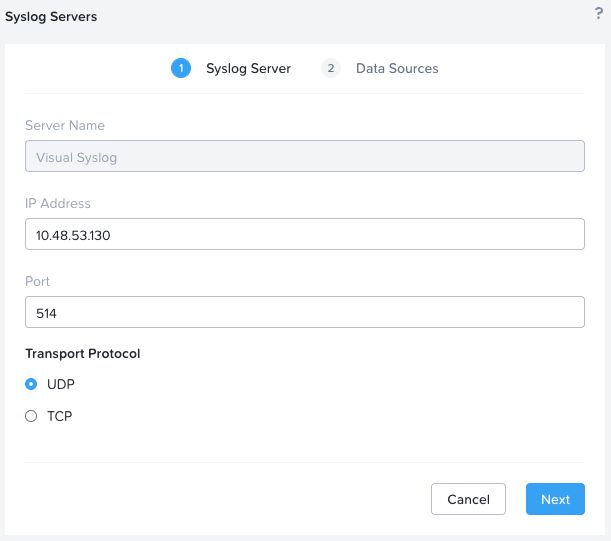 Syslog Servers
?
1 Syslog Server 2 Data Sources
Server Name
Visual Syslog
IP Address
10.48.53.130
Port
514
Transport Protocol
UDP
TCP
Cancel Next